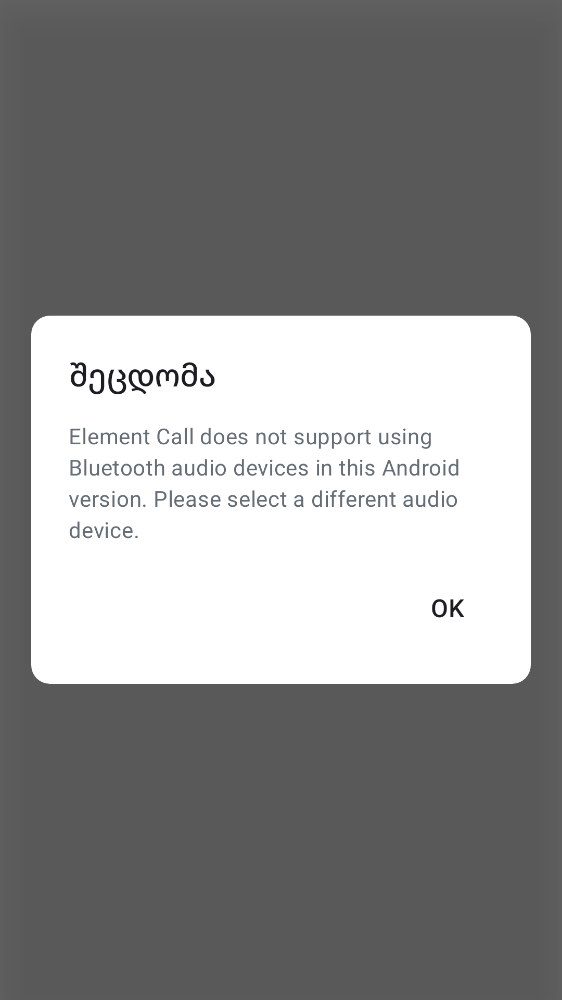 შეცდომა
Element Call does not support using
Bluetooth audio devices in this Android
version. Please select a different audio
device.
OK